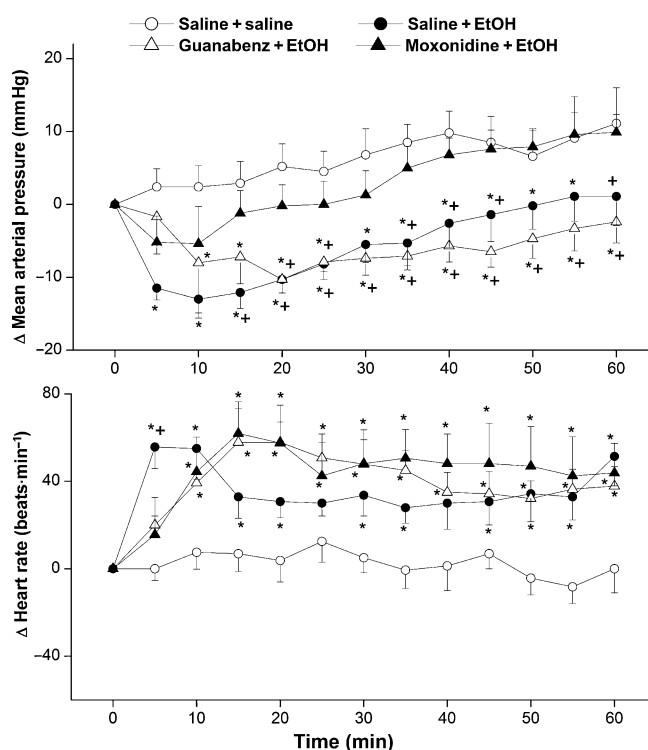 Saline + saline Saline + EtOH
Guanabenz + EtOH Moxonidine + EtOH
Δ Mean arterial pressure (mmHg)
20
10
0
−10
−20
0 10 20 30 40 50 60
Δ Heart rate (beats·min⁻¹)
80
40
0
−40
0 10 20 30 40 50 60
Time (min)